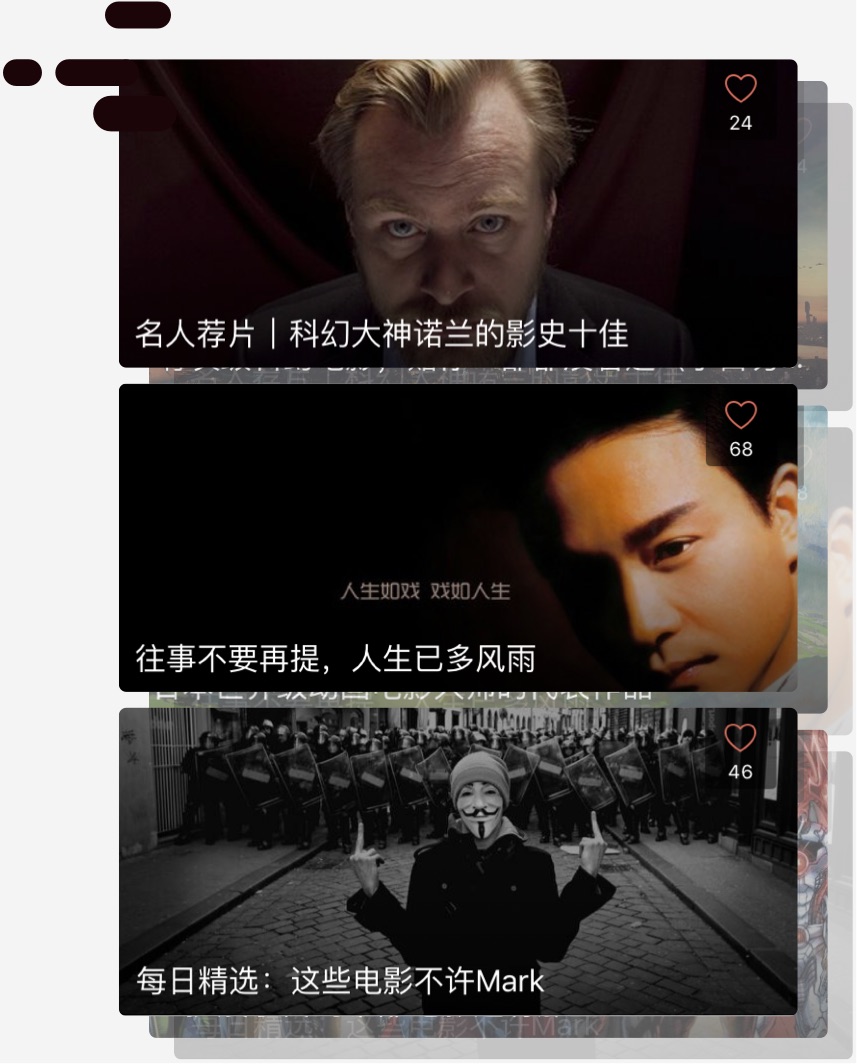 24
名人荐片｜科幻大神诺兰的影史十佳
68
人生如戏 戏如人生
往事不要再提，人生已多风雨
46
每日精选：这些电影不许Mark